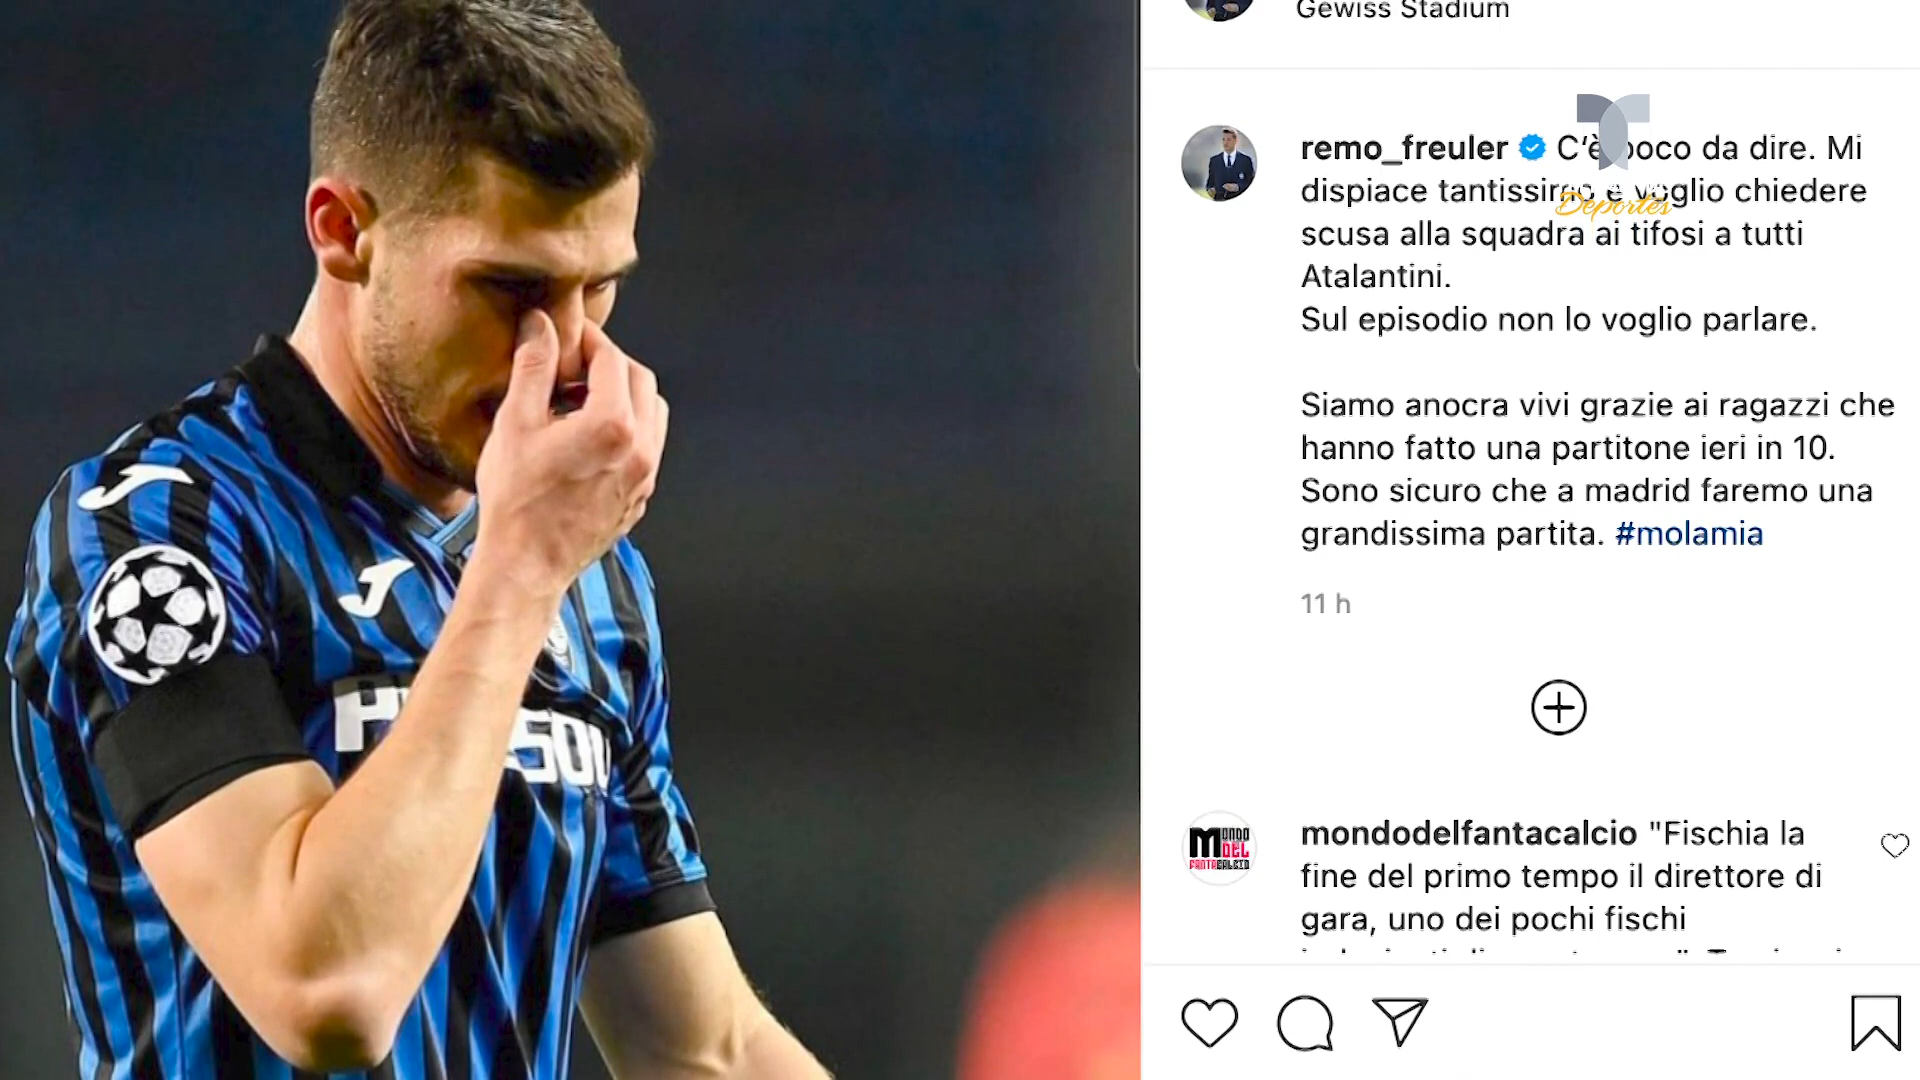 Gewiss Stadium
remo_freuler C'è poco da dire. Mi
dispiace tantissimo e voglio chiedere
scusa alla squadra ai tifosi a tutti
Atalantini.
Sul episodio non lo voglio parlare.
Siamo anocra vivi grazie ai ragazzi che
hanno fatto una partitone ieri in 10.
Sono sicuro che a madrid faremo una
grandissima partita. #molamia
11 h
Deportes
MONDO
DEL
FANTACALCIO
mondodelfantacalcio "Fischia la
fine del primo tempo il direttore di
gara, uno dei pochi fischi